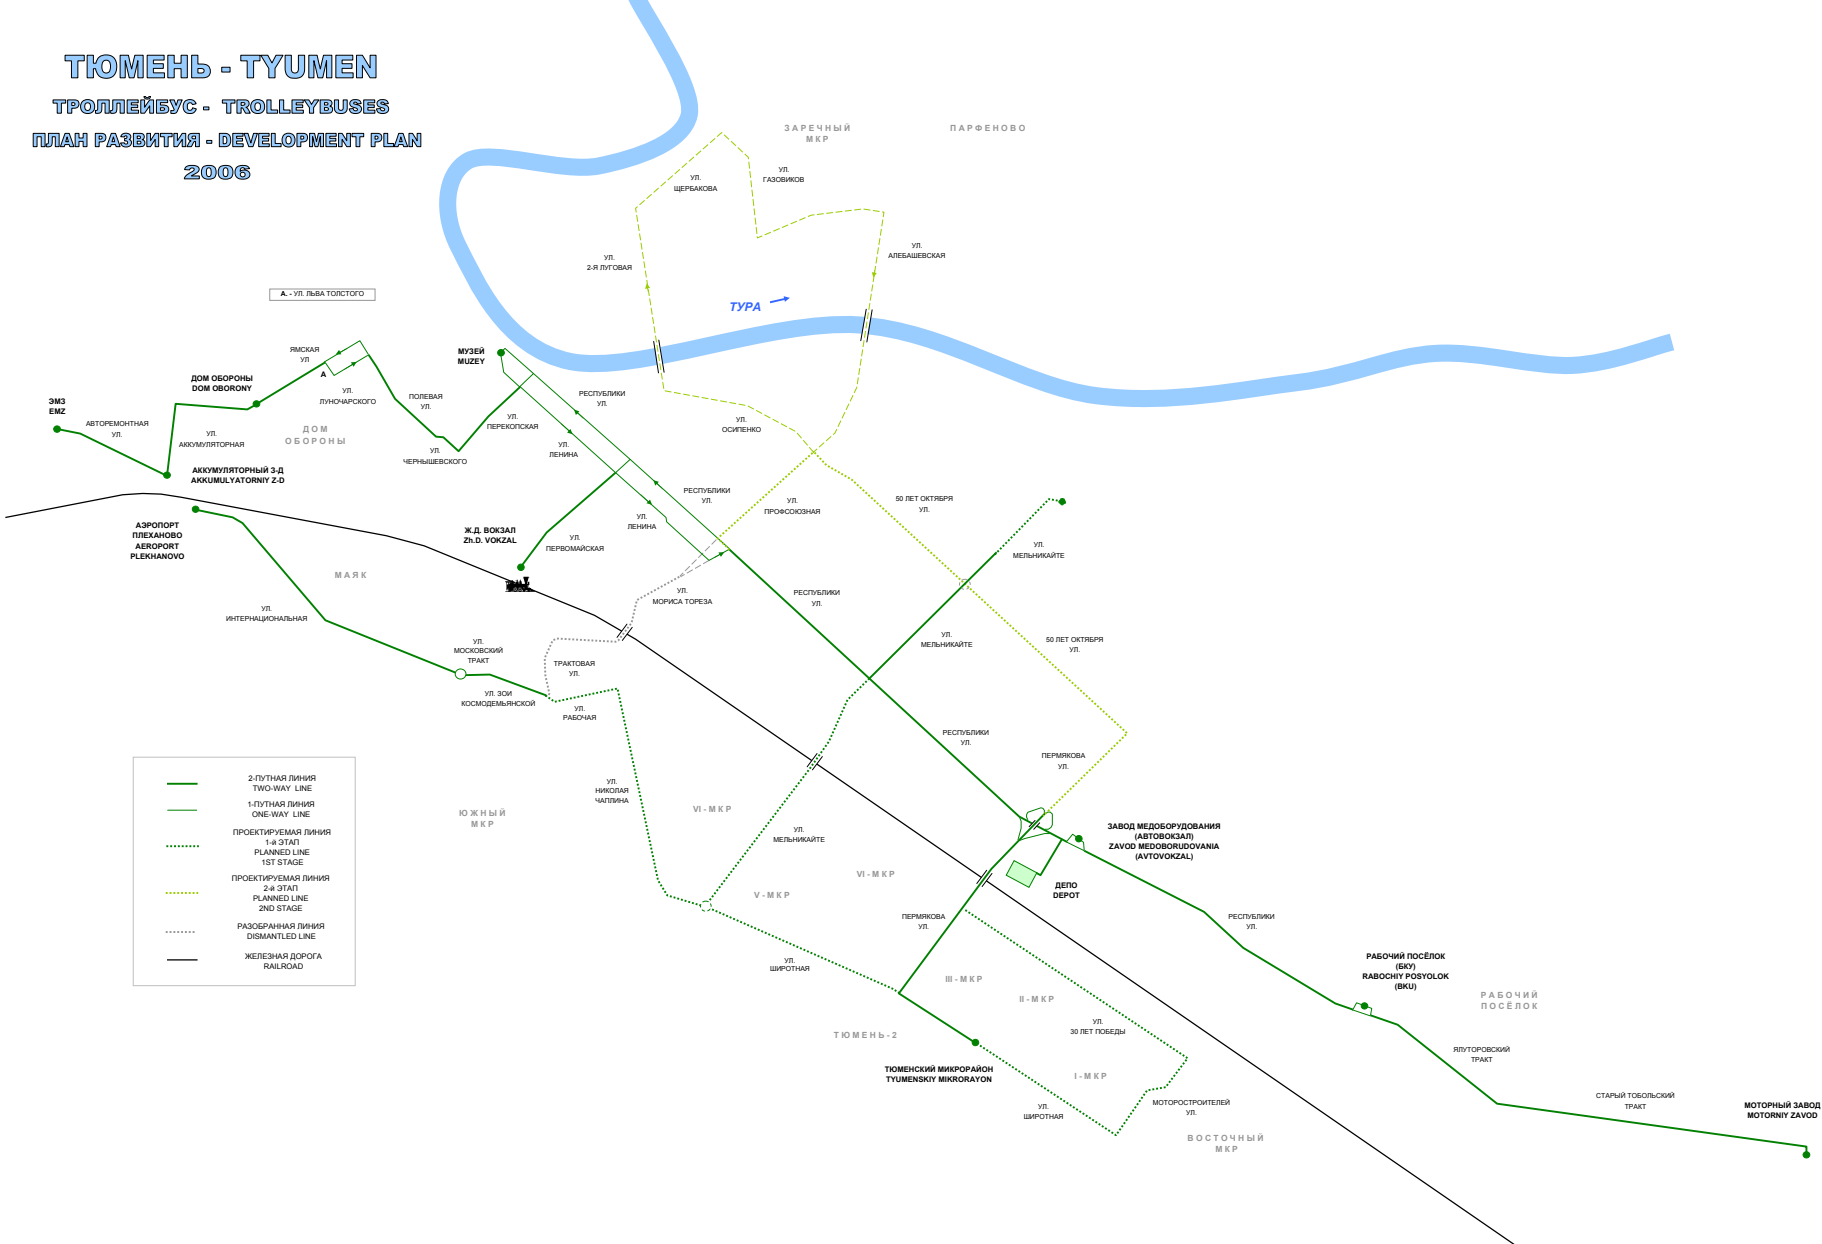 ТЮМЕНЬ - TYUMEN
ТРОЛЛЕЙБУС - TROLLEYBUSES
ПЛАН РАЗВИТИЯ - DEVELOPMENT PLAN
2006
ЗАРЕЧНЫЙ
МКР
ПАРФЕНОВО
УЛ.
ЩЕРБАКОВА
УЛ.
ГАЗОВИКОВ
УЛ.
2-Я ЛУГОВАЯ
УЛ.
АЛЕБАШЕВСКАЯ
ТУРА
А. - УЛ. ЛЬВА ТОЛСТОГО
ЯМСКАЯ
УЛ
А
МУЗЕЙ
MUZEY
ДОМ ОБОРОНЫ
DOM OBORONY
УЛ.
ЛУНОЧАРСКОГО
ПОЛЕВАЯ
УЛ.
РЕСПУБЛИКИ
УЛ.
ЭМЗ
EMZ
АВТОРЕМОНТНАЯ
УЛ.
УЛ.
АККУМУЛЯТОРНАЯ
ДОМ
ОБОРОНЫ
УЛ.
ПЕРЕКОПСКАЯ
УЛ.
ОСИПЕНКО
УЛ.
ЧЕРНЫШЕВСКОГО
УЛ.
ЛЕНИНА
АККУМУЛЯТОРНЫЙ З-Д
AKKUMULYATORNIY Z-D
РЕСПУБЛИКИ
УЛ.
УЛ.
ПРОФСОЮЗНАЯ
50 ЛЕТ ОКТЯБРЯ
УЛ.
АЭРОПОРТ
ПЛЕХАНОВО
AEROPORT
PLEKHANOVO
Ж.Д. ВОКЗАЛ
Zh.D. VOKZAL
УЛ.
ЛЕНИНА
УЛ.
ПЕРВОМАЙСКАЯ
УЛ.
МЕЛЬНИКАЙТЕ
МАЯК
УЛ.
МОРИСА ТОРЕЗА
РЕСПУБЛИКИ
УЛ.
УЛ.
ИНТЕРНАЦИОНАЛЬНАЯ
УЛ.
МОСКОВСКИЙ
ТРАКТ
УЛ.
МЕЛЬНИКАЙТЕ
50 ЛЕТ ОКТЯБРЯ
УЛ.
ТРАКТОВАЯ
УЛ.
УЛ. ЗОИ
КОСМОДЕМЬЯНСКОЙ
УЛ.
РАБОЧАЯ
РЕСПУБЛИКИ
УЛ.
ПЕРМЯКОВА
УЛ.
2-ПУТНАЯ ЛИНИЯ
TWO-WAY LINE
1-ПУТНАЯ ЛИНИЯ
ONE-WAY LINE
ПРОЕКТИРУЕМАЯ ЛИНИЯ
1-й ЭТАП
PLANNED LINE
1ST STAGE
ПРОЕКТИРУЕМАЯ ЛИНИЯ
2-й ЭТАП
PLANNED LINE
2ND STAGE
РАЗОБРАННАЯ ЛИНИЯ
DISMANTLED LINE
ЖЕЛЕЗНАЯ ДОРОГА
RAILROAD
УЛ.
НИКОЛАЯ
ЧАПЛИНА
ЮЖНЫЙ
МКР
VI-МКР
УЛ.
МЕЛЬНИКАЙТЕ
ЗАВОД МЕДОБОРУДОВАНИЯ
(АВТОВОКЗАЛ)
ZAVOD MEDOBORUDOVANIA
(AVTOVOKZAL)
VI-МКР
V-МКР
ДЕПО
DEPOT
ПЕРМЯКОВА
УЛ.
РЕСПУБЛИКИ
УЛ.
УЛ.
ШИРОТНАЯ
III-МКР
II-МКР
РАБОЧИЙ ПОСЁЛОК
(БКУ)
RABOCHIY POSYOLOK
(BKU)
РАБОЧИЙ
ПОСЁЛОК
УЛ.
30 ЛЕТ ПОБЕДЫ
ТЮМЕНЬ-2
ЯЛУТОРОВСКИЙ
ТРАКТ
ТЮМЕНСКИЙ МИКРОРАЙОН
TYUMENSKIY MIKRORAYON
I-МКР
УЛ.
ШИРОТНАЯ
МОТОРОСТРОИТЕЛЕЙ
УЛ.
СТАРЫЙ ТОБОЛЬСКИЙ
ТРАКТ
МОТОРНЫЙ ЗАВОД
MOTORNIY ZAVOD
ВОСТОЧНЫЙ
МКР